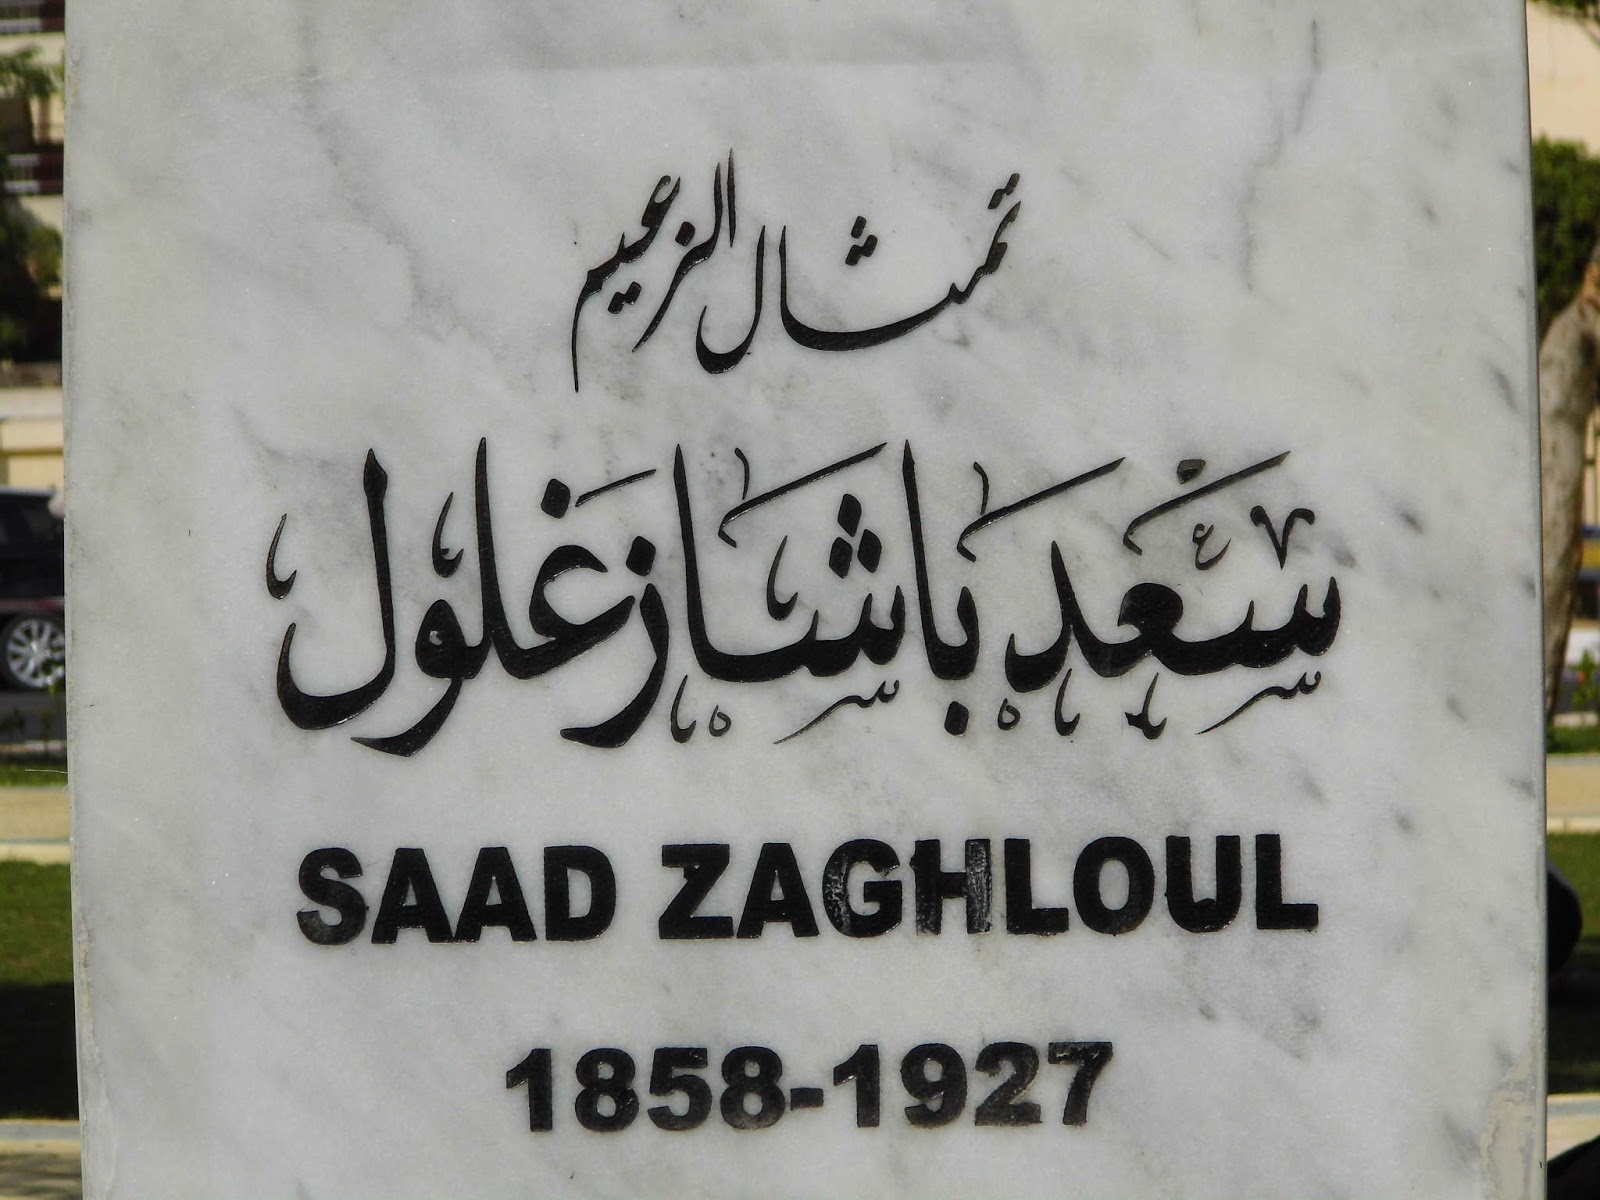 تمثال الزعيم
سعد باشا زغلول
SAAD ZAGHLOUL
1858-1927